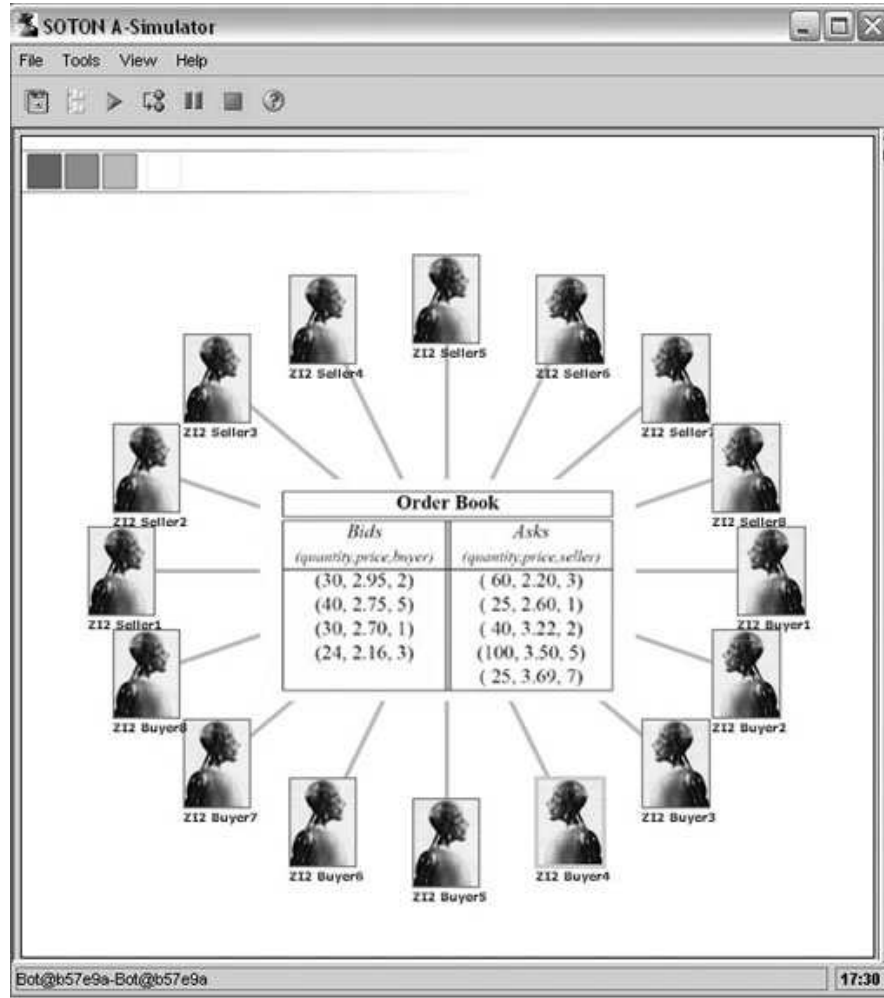 SOTON A-Simulator
File Tools View Help
ZI2 Seller5
ZI2 Seller4
ZI2 Seller6
ZI2 Seller3
ZI2 Seller7
ZI2 Seller2
ZI2 Seller8
Order Book
Bids Asks
(quantity,price,buyer) (quantity,price,seller)
(30, 2.95, 2) ( 60, 2.20, 3)
(40, 2.75, 5) ( 25, 2.60, 1)
(30, 2.70, 1) ( 40, 3.22, 2)
(24, 2.16, 3) (100, 3.50, 5)
( 25, 3.69, 7)
ZI2 Seller1
ZI2 Buyer1
ZI2 Buyer8
ZI2 Buyer2
ZI2 Buyer7
ZI2 Buyer3
ZI2 Buyer6
ZI2 Buyer4
ZI2 Buyer5
Bot@b57e9a-Bot@b57e9a 17:30